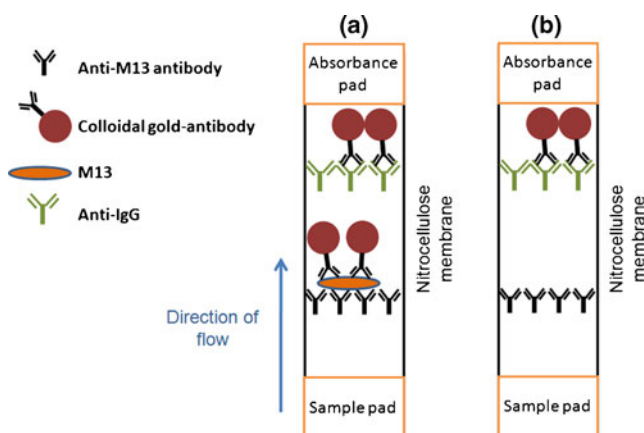 Anti-M13 antibody
Colloidal gold-antibody
M13
Anti-IgG
Direction of
flow
(a)
Absorbance
pad
Nitrocellulose
membrane
Sample pad
(b)
Absorbance
pad
Nitrocellulose
membrane
Sample pad